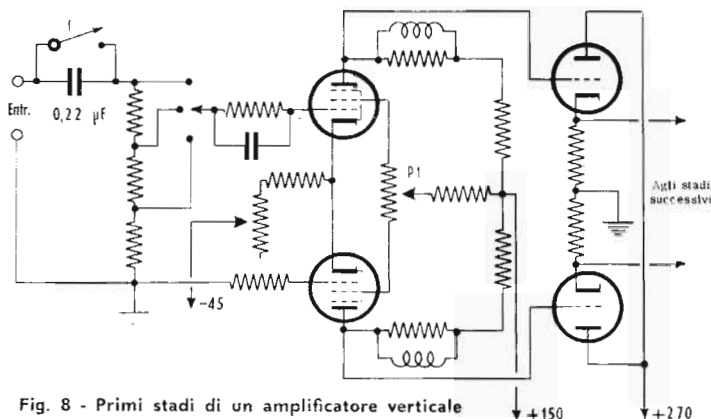 f
Entr.
0,22 µF
P1
Agli stadi
successivi
-45
+150
+270
Fig. 8 - Primi stadi di un amplificatore verticale